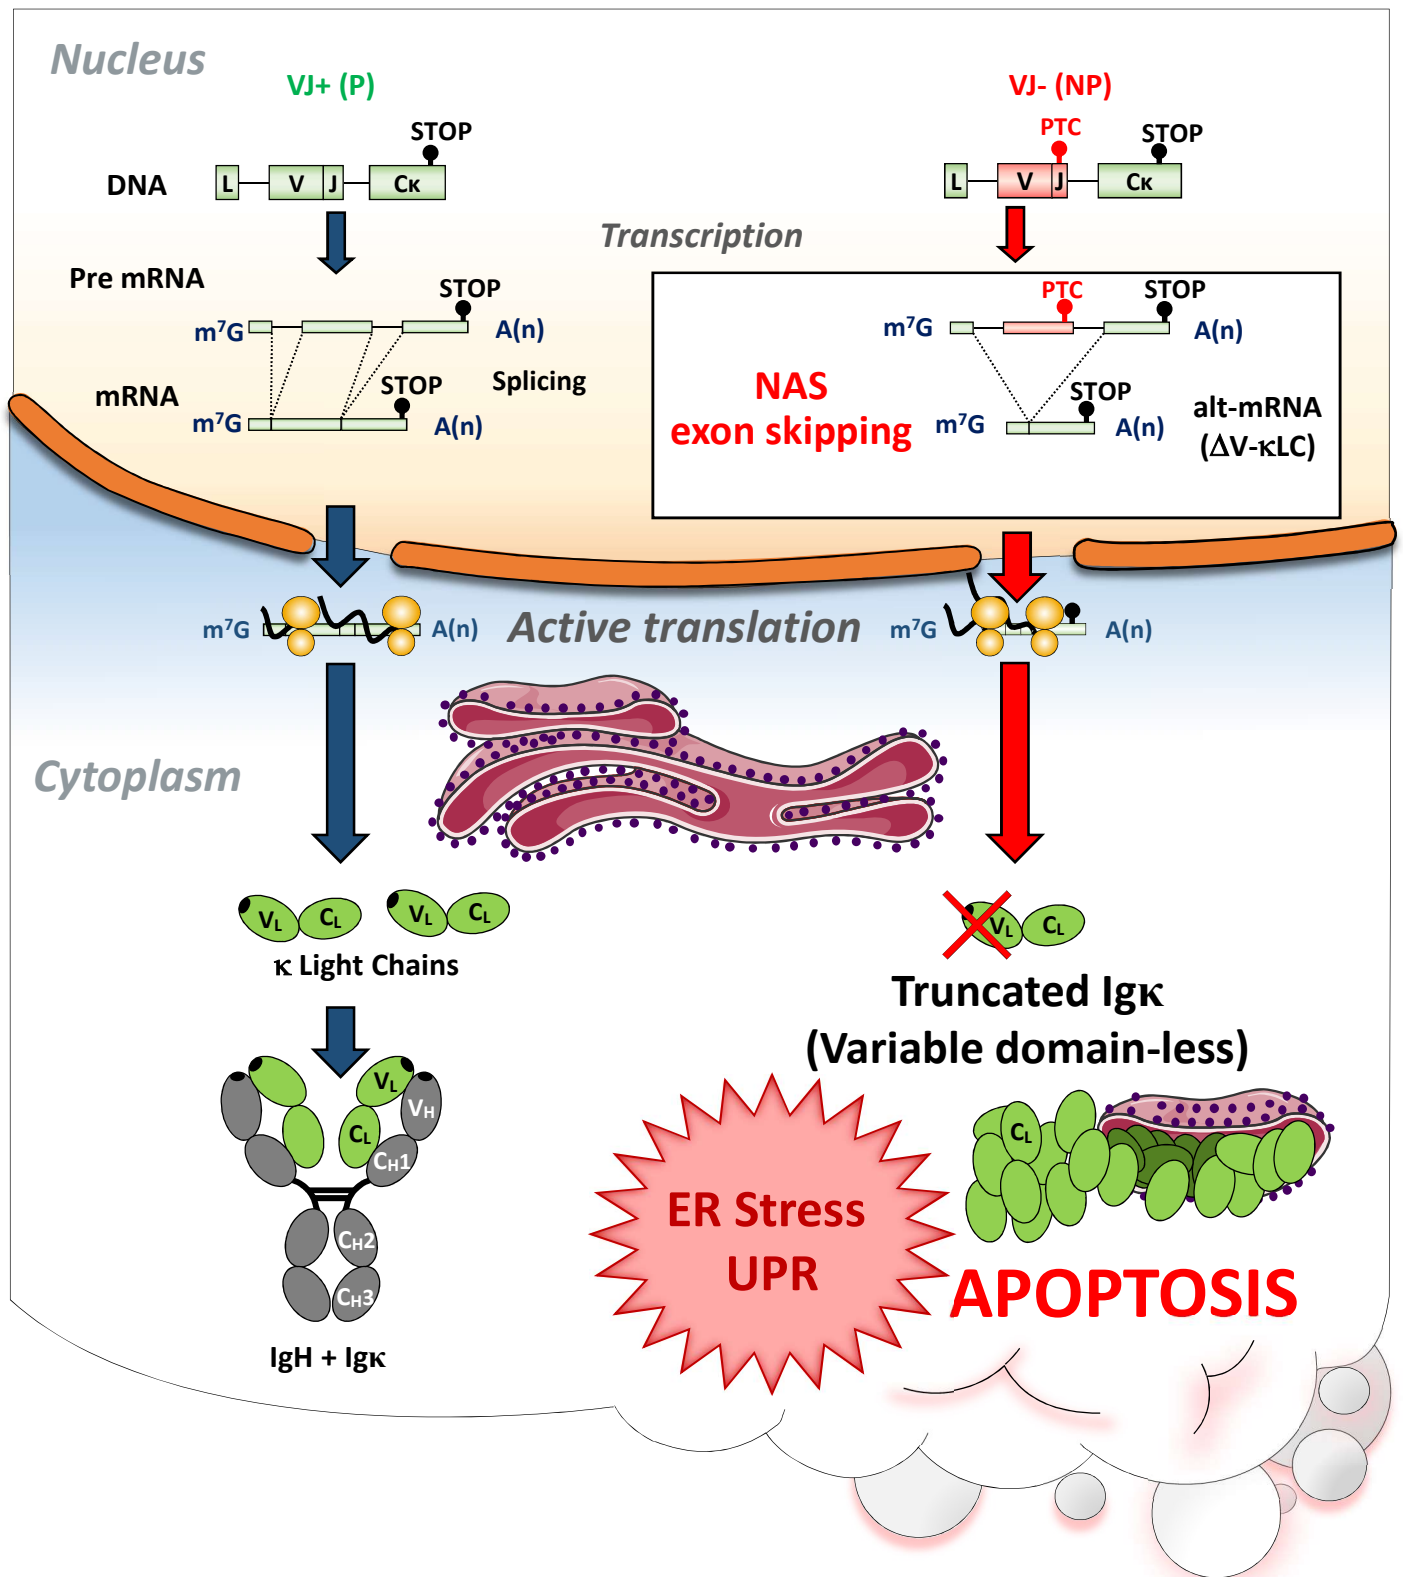 Nucleus
VJ+ (P)
STOP
DNA
L
V
J
Cκ
VJ- (NP)
PTC
STOP
L
V
J
Cκ
Transcription
Pre mRNA
STOP
m⁷G
A(n)
Splicing
mRNA
STOP
m⁷G
A(n)
PTC
STOP
m⁷G
A(n)
NAS
exon skipping
STOP
m⁷G
A(n)
alt-mRNA
(ΔV-κLC)
m⁷G
A(n)
Active translation
m⁷G
A(n)
Cytoplasm
VL
CL
VL
CL
κ Light Chains
VL
CL
Truncated Igκ
(Variable domain-less)
VL
VH
CL
CH1
CH2
CH3
IgH + Igκ
CL
ER Stress
UPR
APOPTOSIS